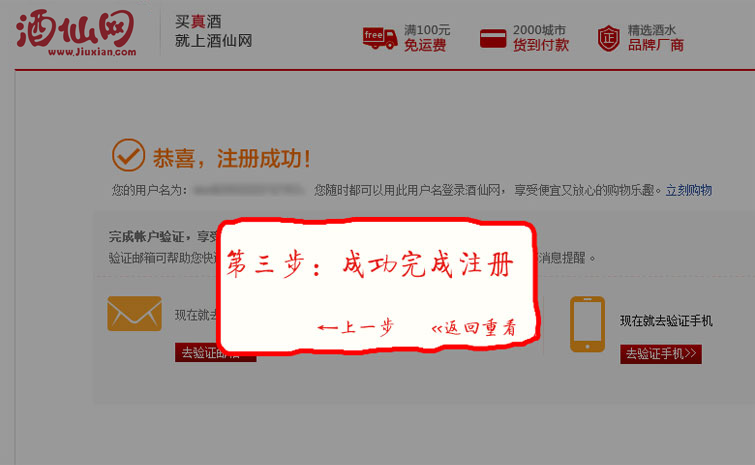 酒仙网
www.Jiuxian.com
买真酒
就上酒仙网
free
满100元
免运费
2000城市
货到付款
正
精选酒水
品牌厂商
恭喜，注册成功！
您的用户名为：
您随时都可以用此用户名登录酒仙网，享受便宜又放心的购物乐趣。立刻购物
完成帐户验证，享受
验证邮箱可帮助您快速
消息提醒。
第三步：成功完成注册
←上一步
«返回重看
现在就去
去验证邮箱
现在就去验证手机
去验证手机>>